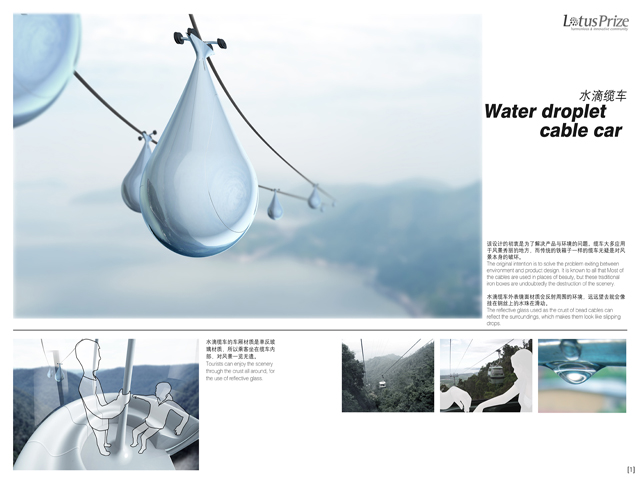 LotusPrize
水滴缆车
Water droplet
cable car
该设计的初衷是为了解决产品与环境的问题，缆车大多应用
于风景秀丽的地方，而传统的铁箱子一样的缆车无疑是对风
景本身的破坏。
The original intention is to solve the problem exiting between
environment and product design. It is known to all that Most of
the cables are used in places of beauty, but these traditional
iron boxes are undoubtedly the destruction of the scenery.
水滴缆车外表镜面材质会反射周围的环境，远远望去就会像
挂在钢丝上的水珠在滑动。
The reflective glass used as the crust of bead cables can
reflect the surroundings, which makes them look like slipping
drops.
水滴缆车的车厢材质是单反玻
璃材质，所以乘客坐在缆车内
部，对风景一览无遗。
Tourists can enjoy the scenery
through the crust all around, for
the use of reflective glass.
[1]